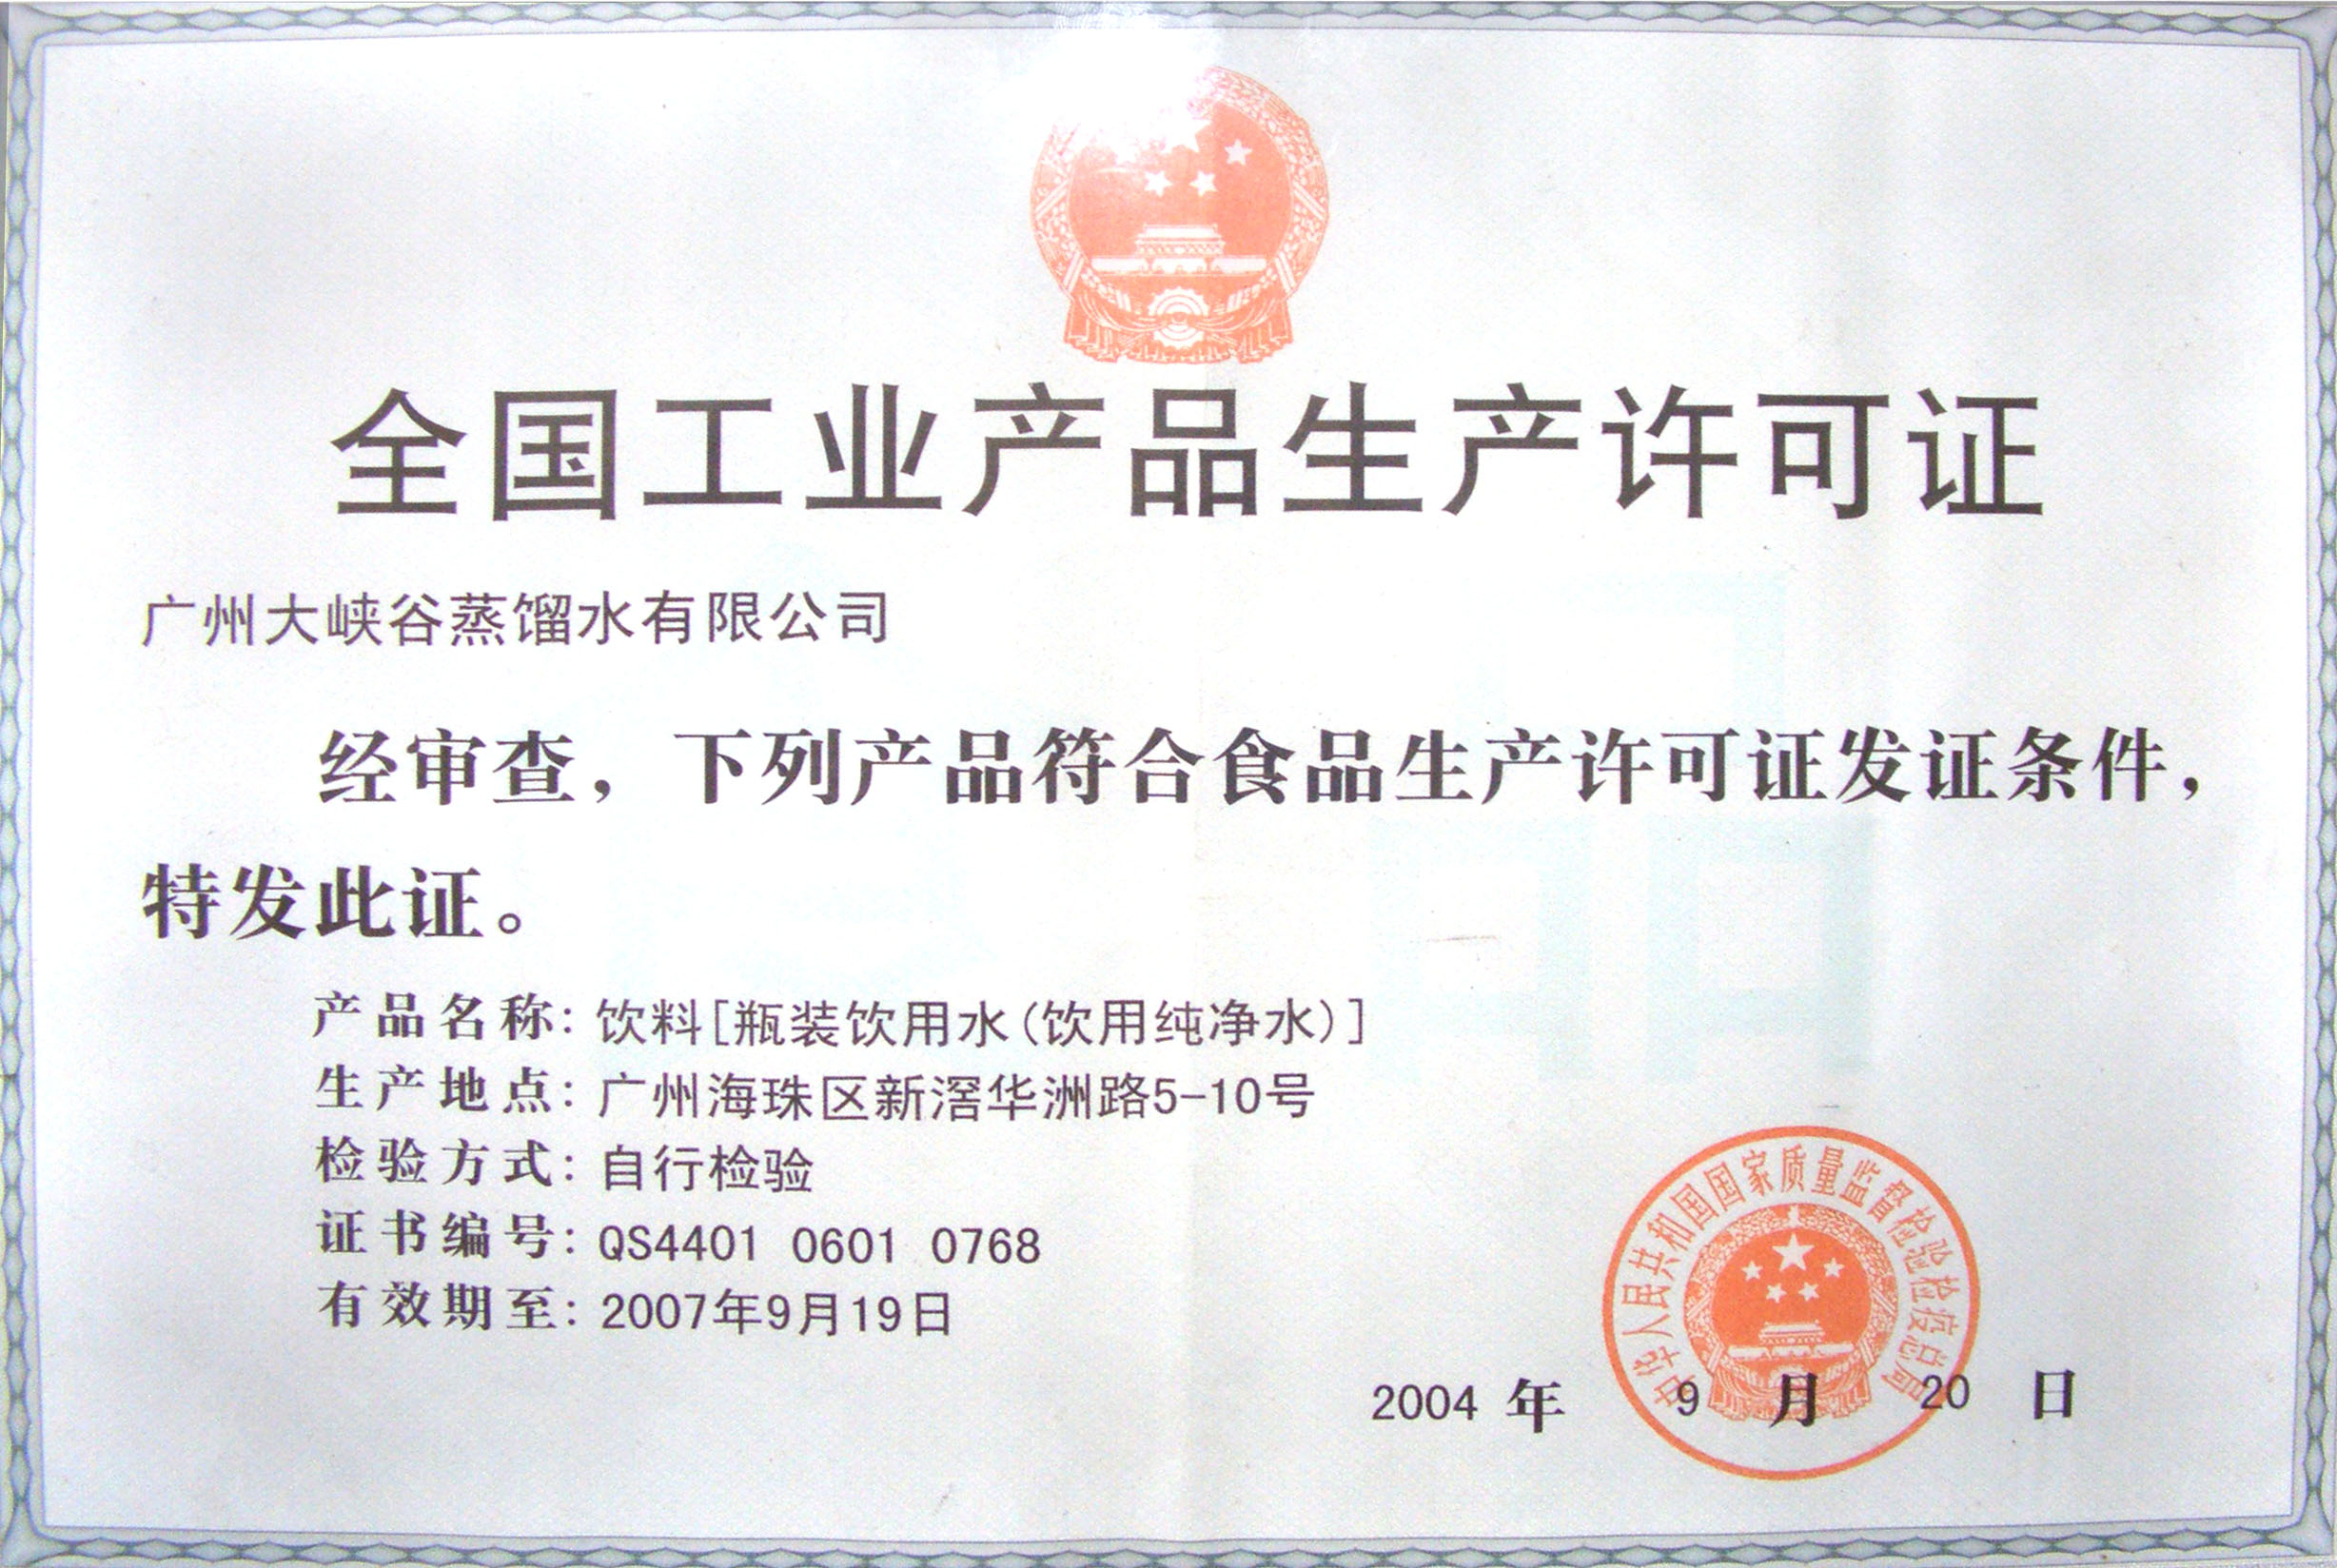 全国工业产品生产许可证
广州大峡谷蒸馏水有限公司
经审查，下列产品符合食品生产许可证发证条件，
特发此证。
产品名称：饮料[瓶装饮用水(饮用纯净水)]
生产地点：广州海珠区新滘华洲路5-10号
检验方式：自行检验
证书编号：QS4401 0601 0768
有效期至：2007年9月19日
中华人民共和国国家质量监督检验检疫总局
2004 年 9 月 20 日